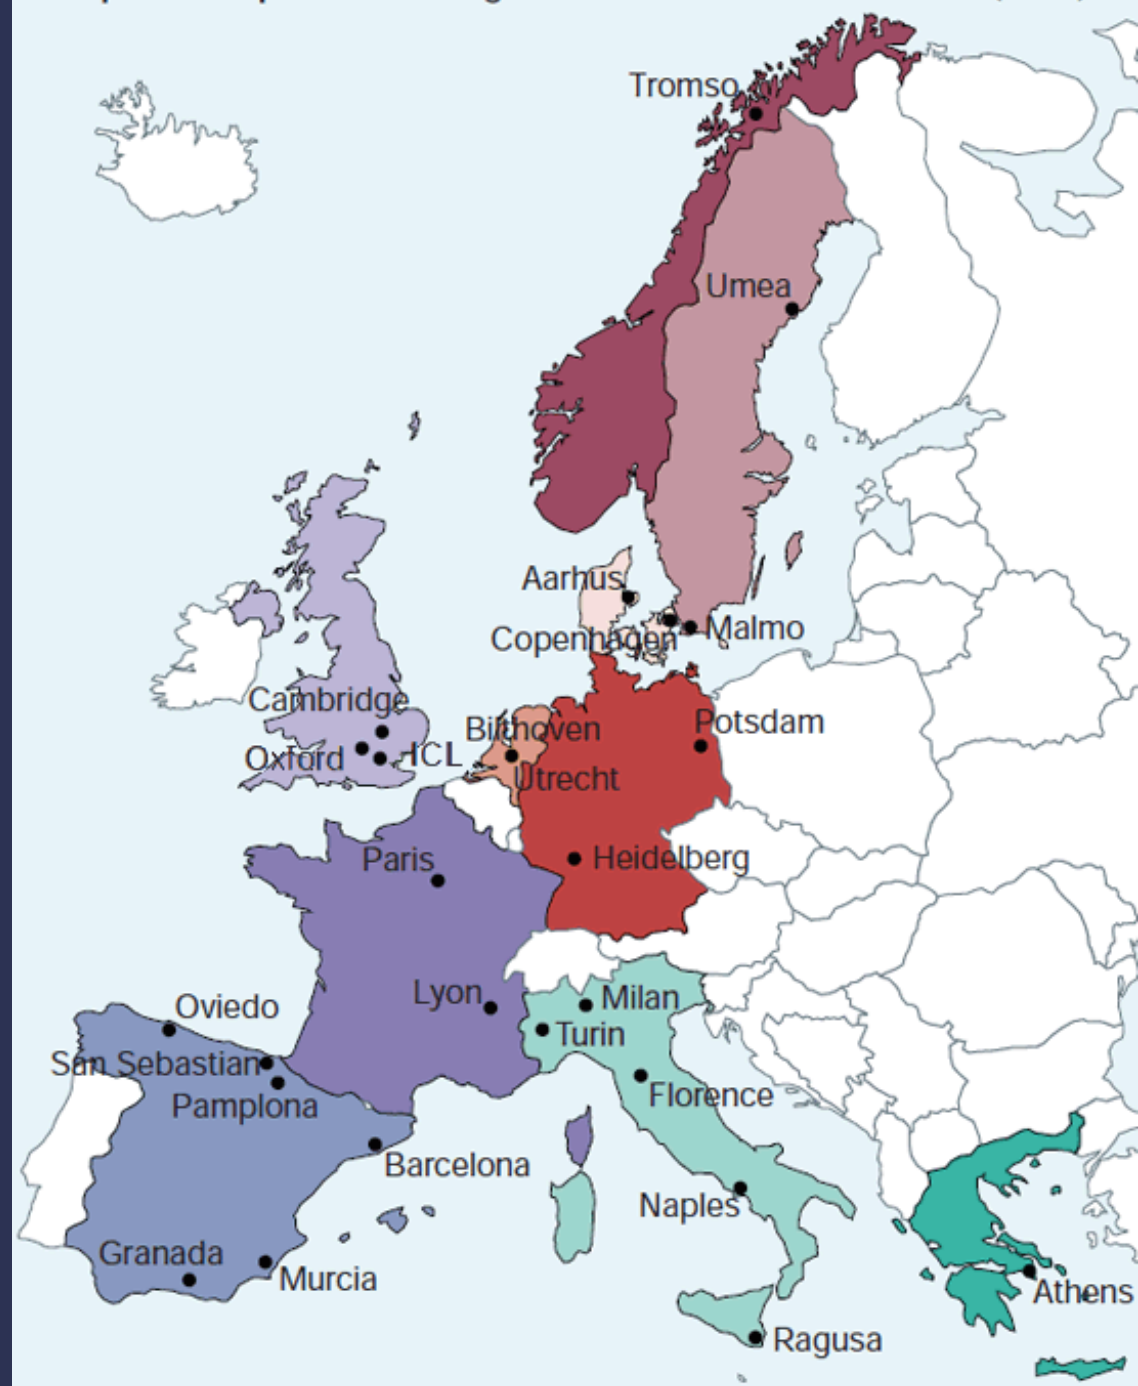 Tromso
Umea
Aarhus
Copenhagen
Malmo
Cambridge
Bilthoven
Potsdam
Oxford
ICL
Utrecht
Paris
Heidelberg
Lyon
Milan
Oviedo
Turin
San Sebastian
Pamplona
Florence
Barcelona
Naples
Granada
Murcia
Athens
Ragusa